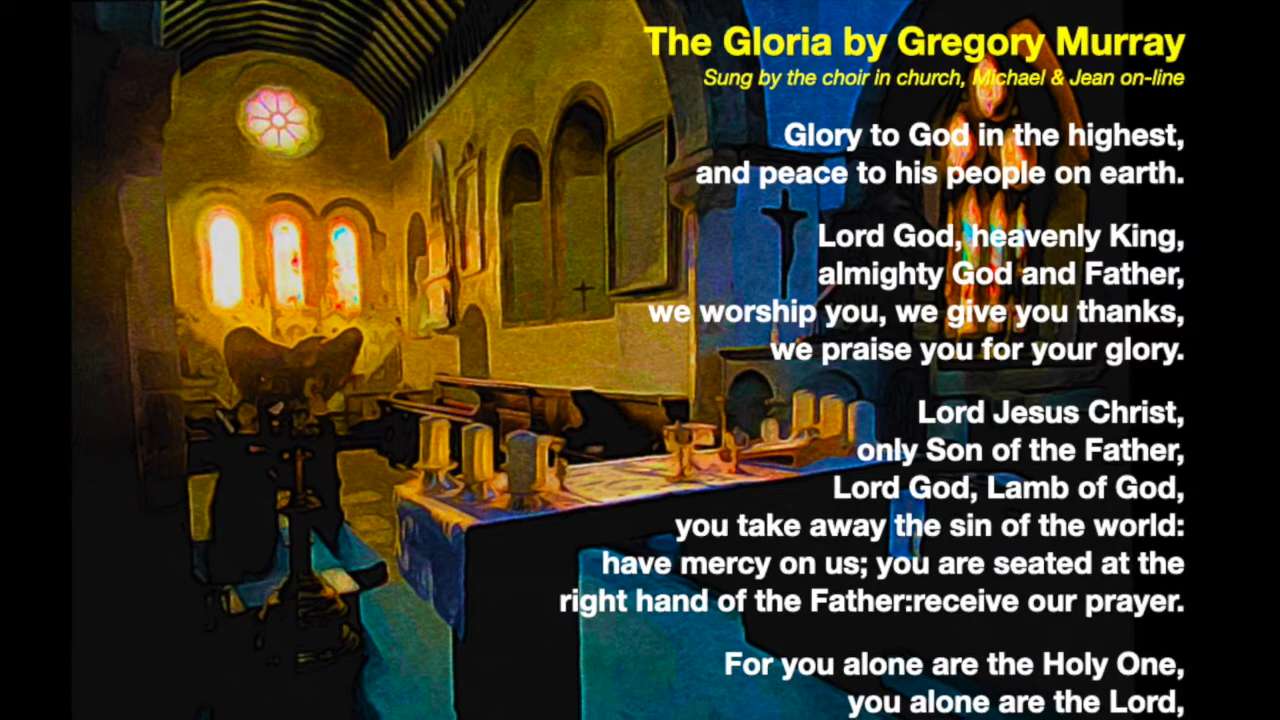 The Gloria by Gregory Murray
Sung by the choir in church, Michael & Jean on-line
Glory to God in the highest,
and peace to his people on earth.
Lord God, heavenly King,
almighty God and Father,
we worship you, we give you thanks,
we praise you for your glory.
Lord Jesus Christ,
only Son of the Father,
Lord God, Lamb of God,
you take away the sin of the world:
have mercy on us; you are seated at the
right hand of the Father:receive our prayer.
For you alone are the Holy One,
you alone are the Lord,